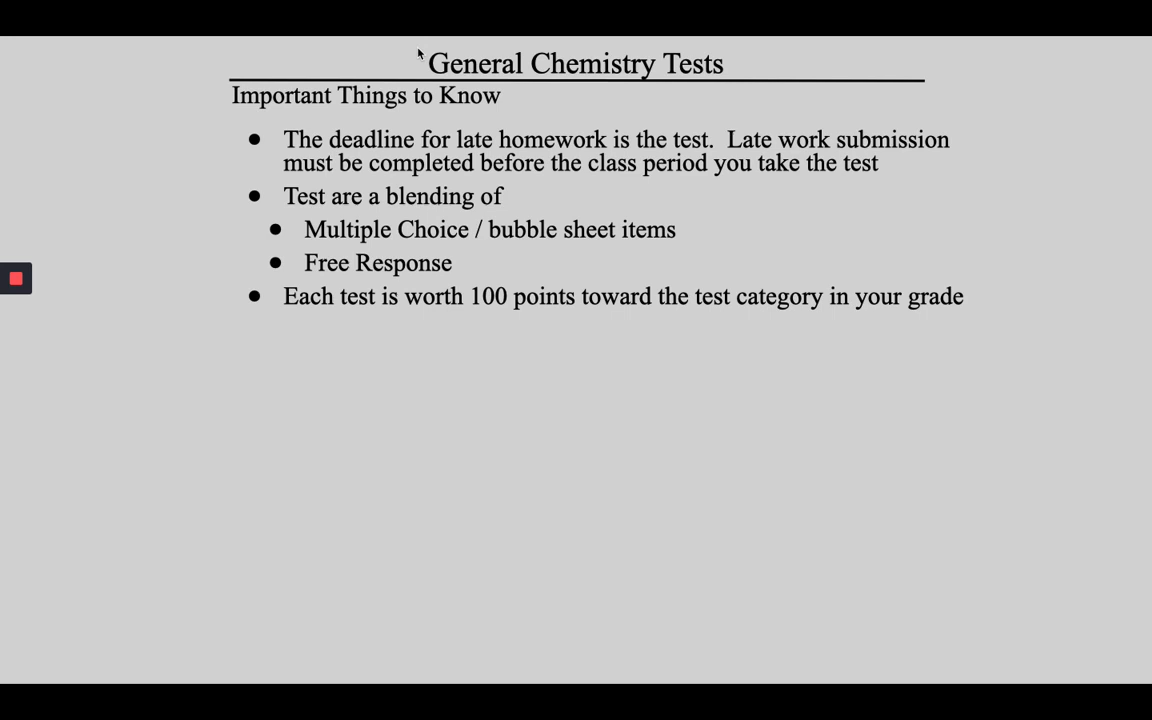 General Chemistry Tests
Important Things to Know
● The deadline for late homework is the test.  Late work submission
must be completed before the class period you take the test
● Test are a blending of
● Multiple Choice / bubble sheet items
● Free Response
● Each test is worth 100 points toward the test category in your grade